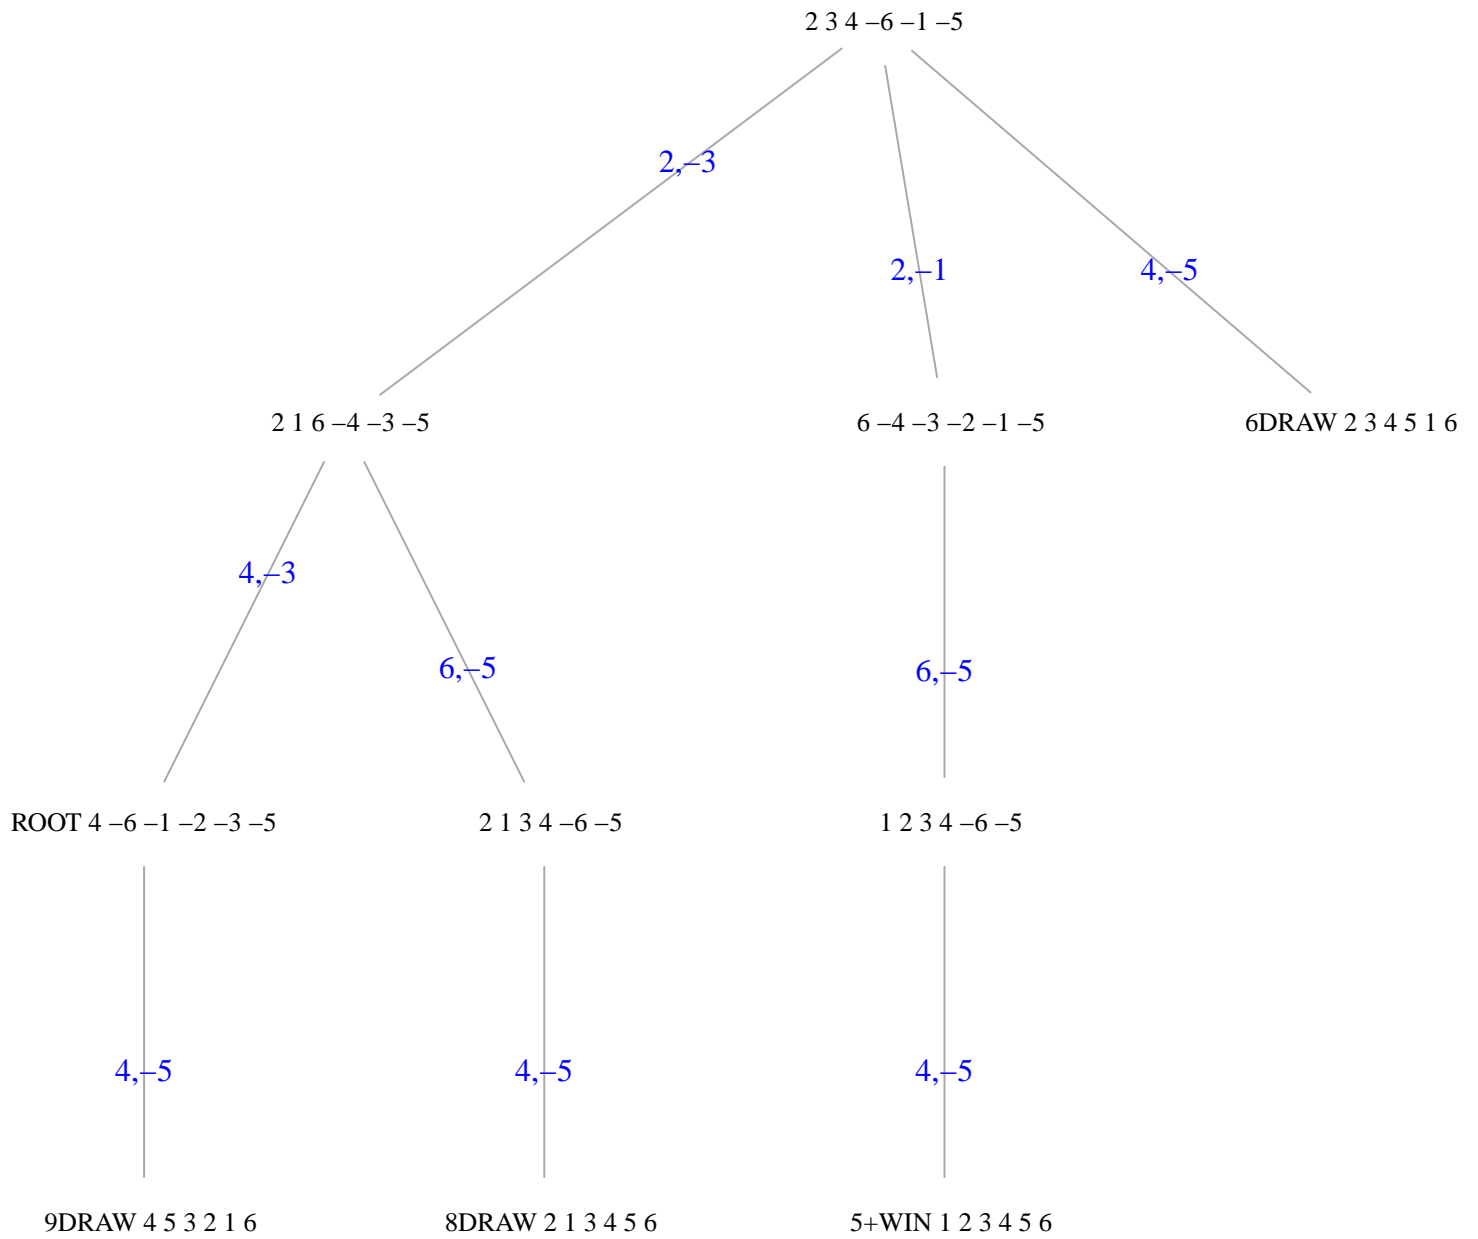 2 3 4 –6 –1 –5
2,–3
2,–1
4,–5
2 1 6 –4 –3 –5
6 –4 –3 –2 –1 –5
6DRAW 2 3 4 5 1 6
4,–3
6,–5
6,–5
ROOT 4 –6 –1 –2 –3 –5
2 1 3 4 –6 –5
1 2 3 4 –6 –5
4,–5
4,–5
4,–5
9DRAW 4 5 3 2 1 6
8DRAW 2 1 3 4 5 6
5+WIN 1 2 3 4 5 6